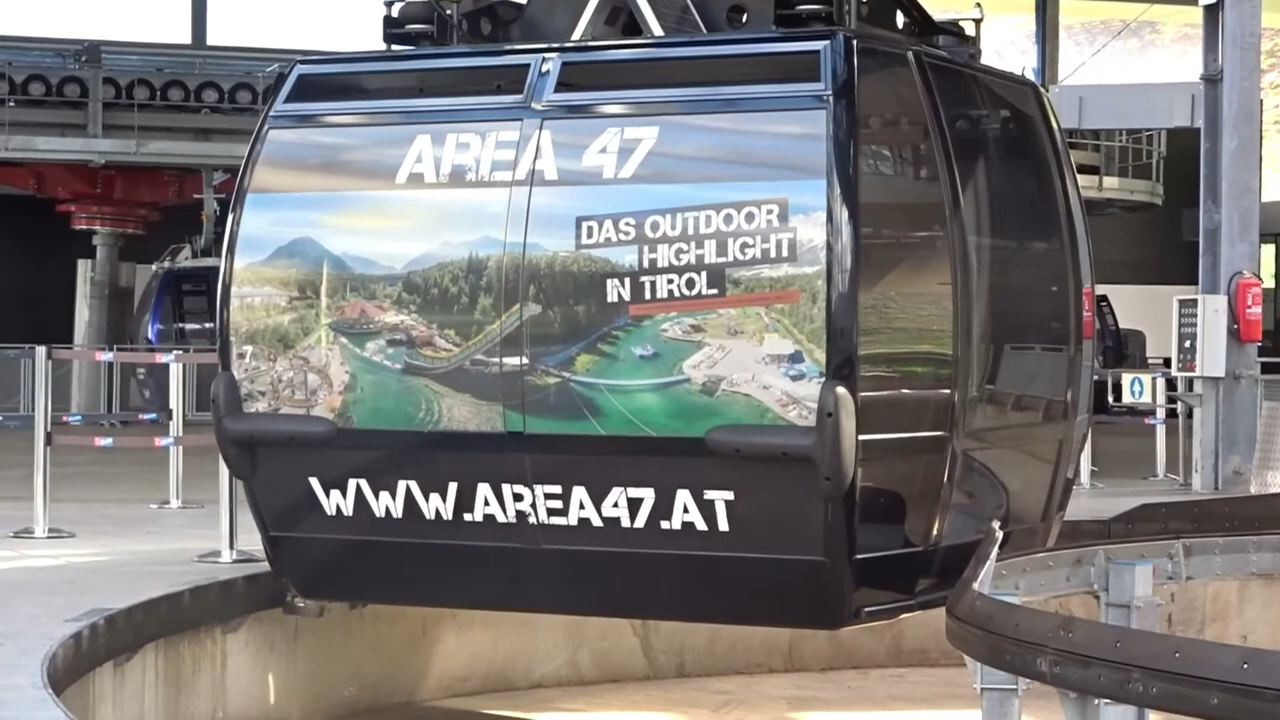 AREA 47
DAS OUTDOOR
HIGHLIGHT
IN TIROL
WWW.AREA47.AT